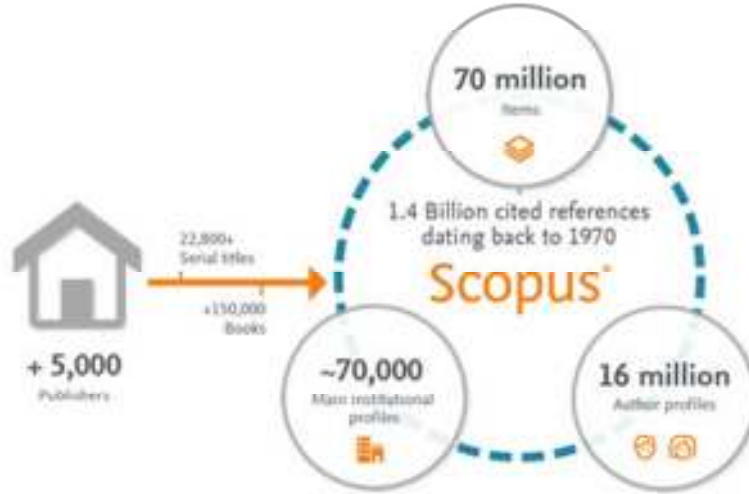 70 million
Items
1.4 Billion cited references
dating back to 1970
Scopus®
22,800+
Serial titles
+150,000
Books
+ 5,000
Publishers
~70,000
Main institutional
profiles
16 million
Author profiles